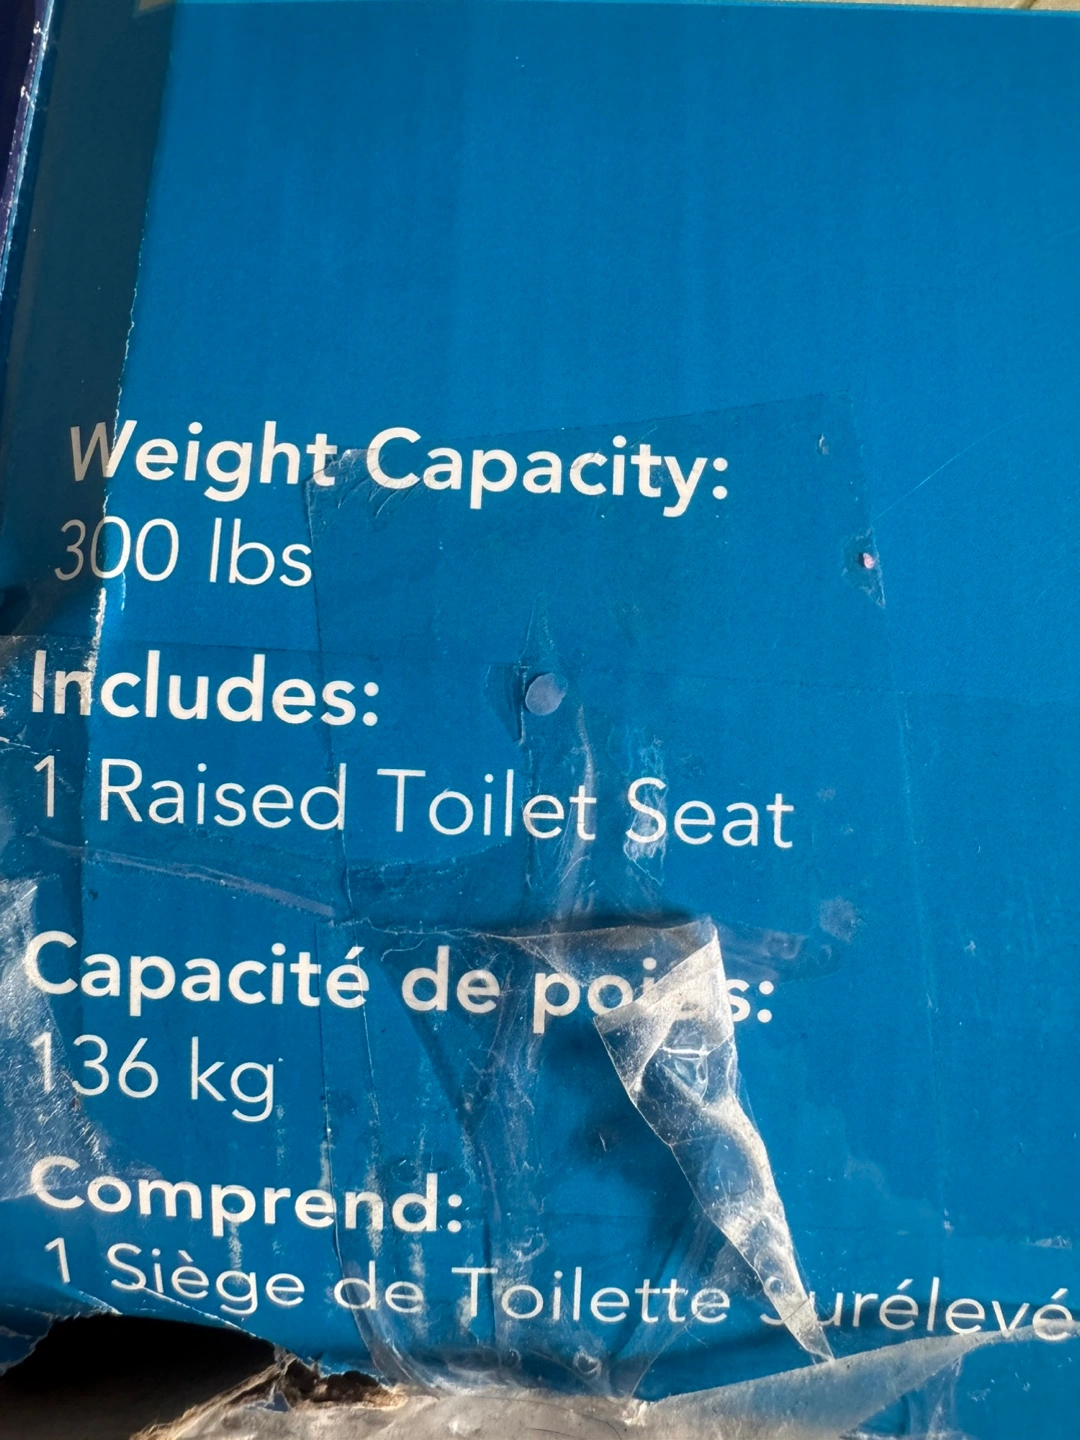 Weight Capacity:
300 lbs
Includes:
1 Raised Toilet Seat
Capacité de poids:
136 kg
Comprend:
1 Siège de Toilette Surélevé